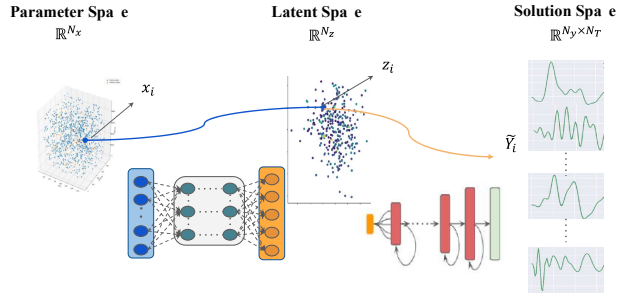 Parameter Spa e
Latent Spa e
Solution Spa e
ℝ^{N_x}
ℝ^{N_z}
ℝ^{N_y×N_T}
x_i
z_i
Ỹ_i